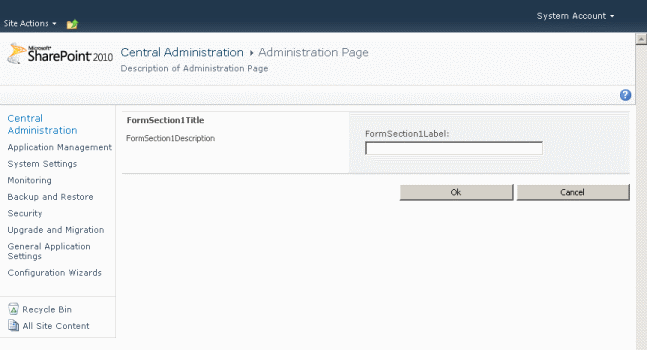 Site Actions
System Account
Microsoft
SharePoint 2010
Central Administration Administration Page
Description of Administration Page
Central
Administration
Application Management
System Settings
Monitoring
Backup and Restore
Security
Upgrade and Migration
General Application
Settings
Configuration Wizards
Recycle Bin
All Site Content
FormSection1Title
FormSection1Description
FormSection1Label:
Ok
Cancel